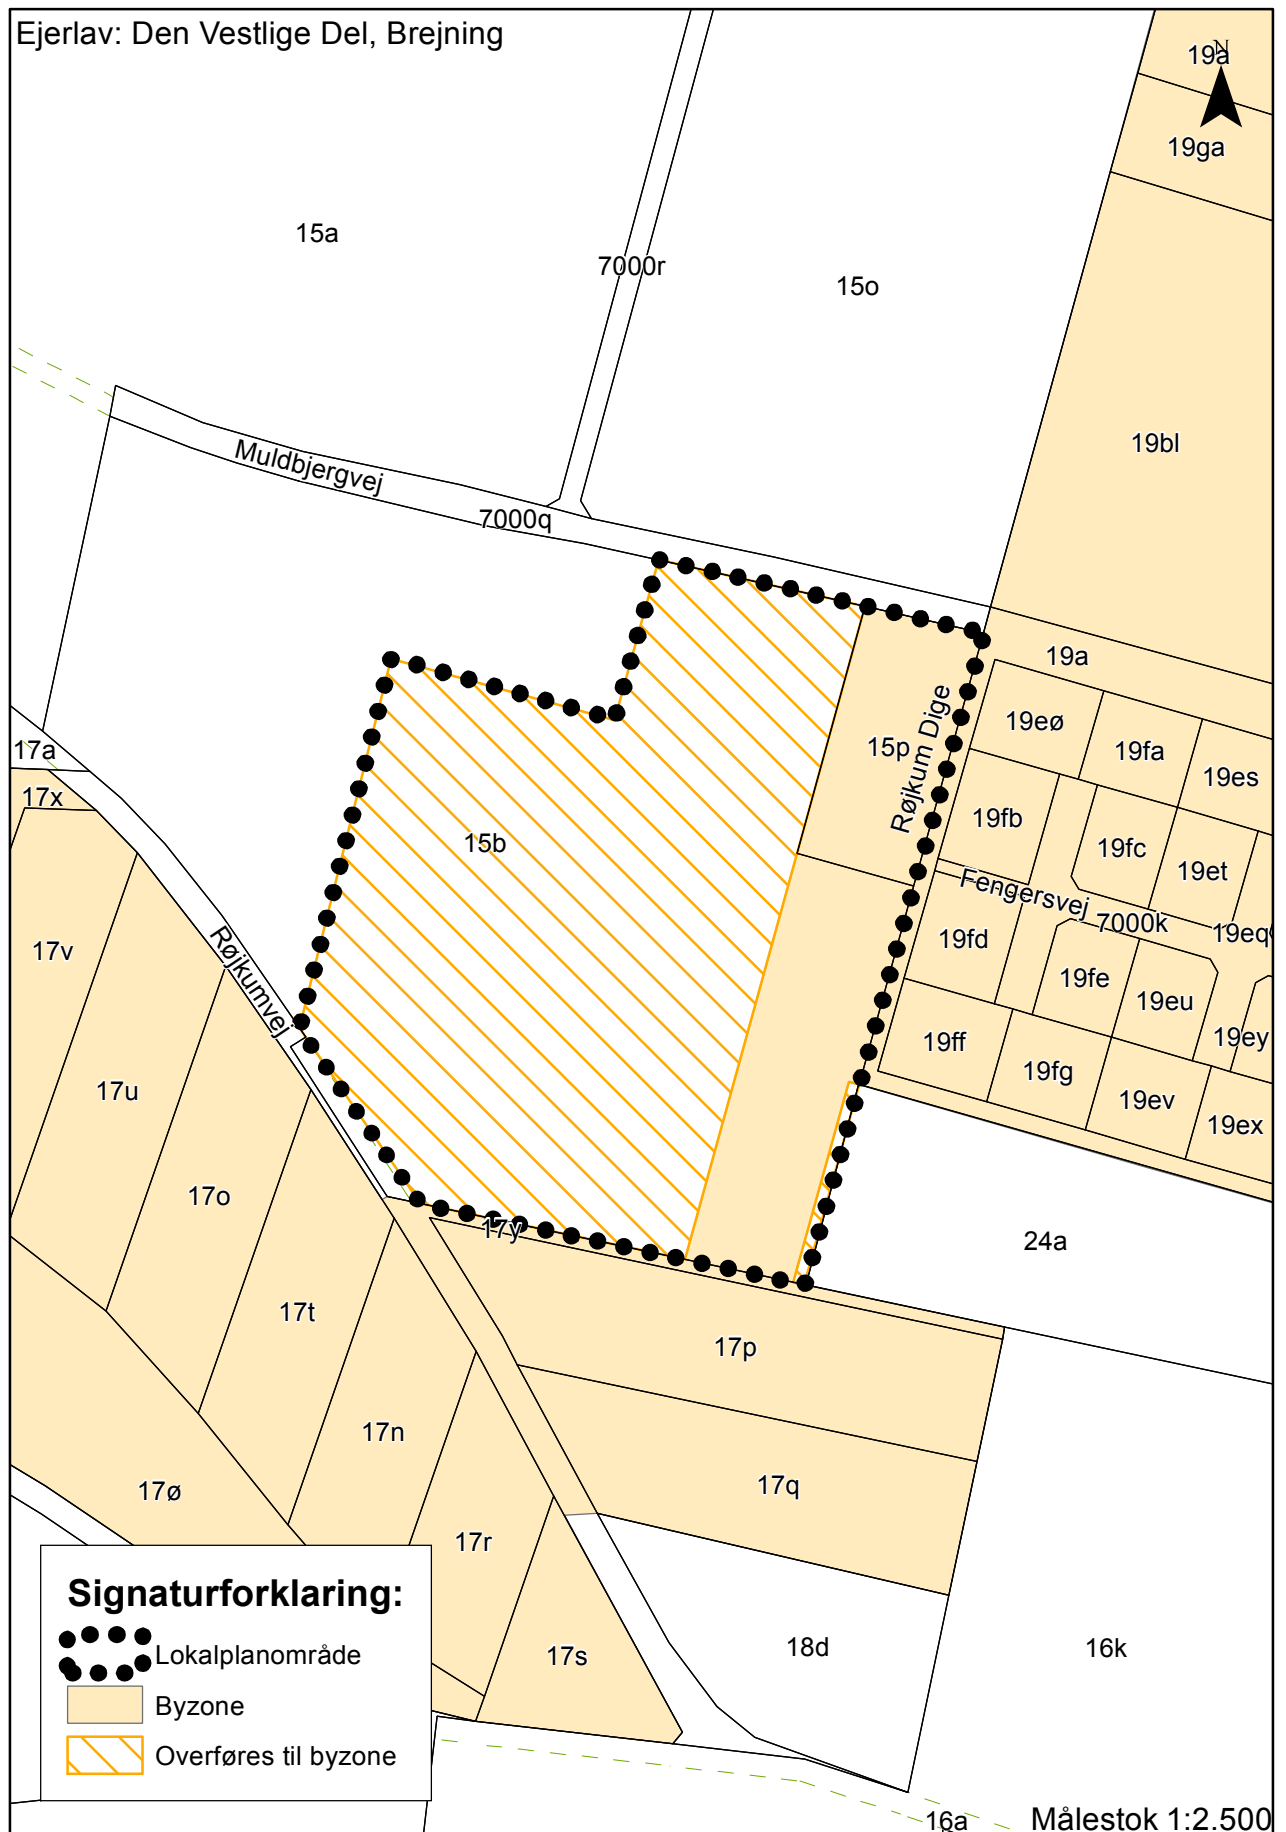 Ejerlav: Den Vestlige Del, Brejning
N
19a
19ga
15a
7000r
15o
19bl
Muldbjergvej
7000q
19a
15p
Røjkum Dige
19eø
19fa
19es
17a
17x
15b
19fb
19fc
19et
Fengersvej
7000k
19eq
17v
Røjkumvej
19fd
19fe
19eu
19ey
19ff
19fg
19ev
19ex
17u
17o
17y
24a
17t
17p
17n
17q
17ø
17r
17s
18d
16k
Signaturforklaring:
Lokalplanområde
Byzone
Overføres til byzone
16a
Målestok 1:2.500